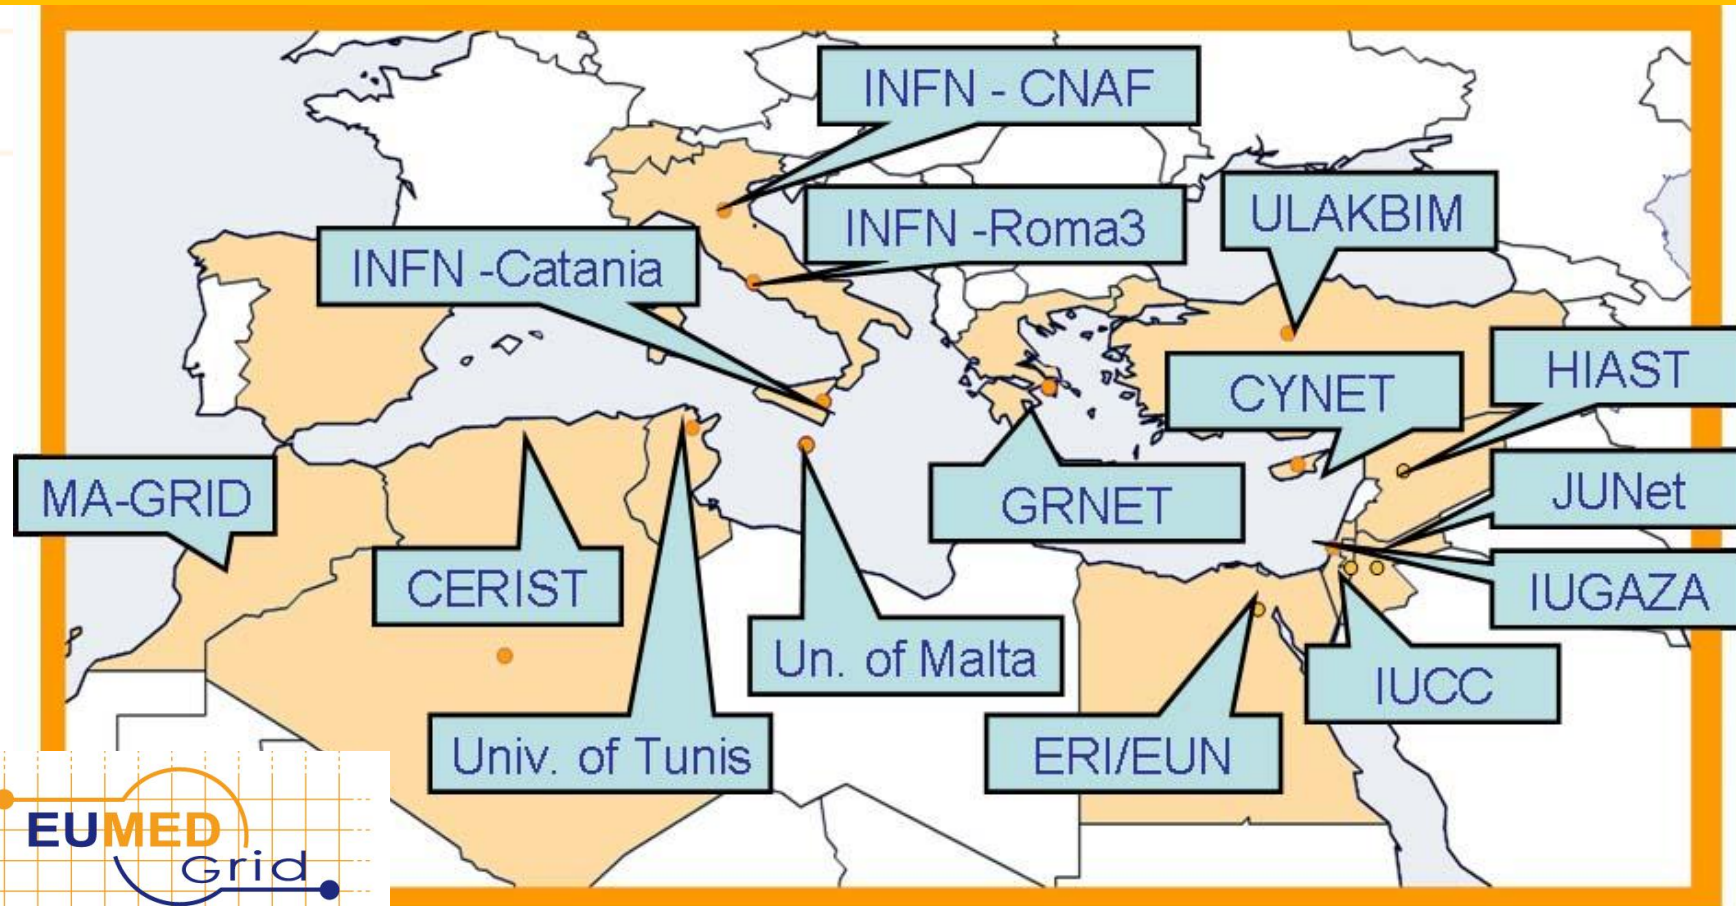 INFN - CNAF
INFN -Roma3
ULAKBIM
INFN -Catania
HIAST
CYNET
MA-GRID
GRNET
JUNet
CERIST
IUGAZA
Un. of Malta
IUCC
Univ. of Tunis
ERI/EUN
EUMED
Grid